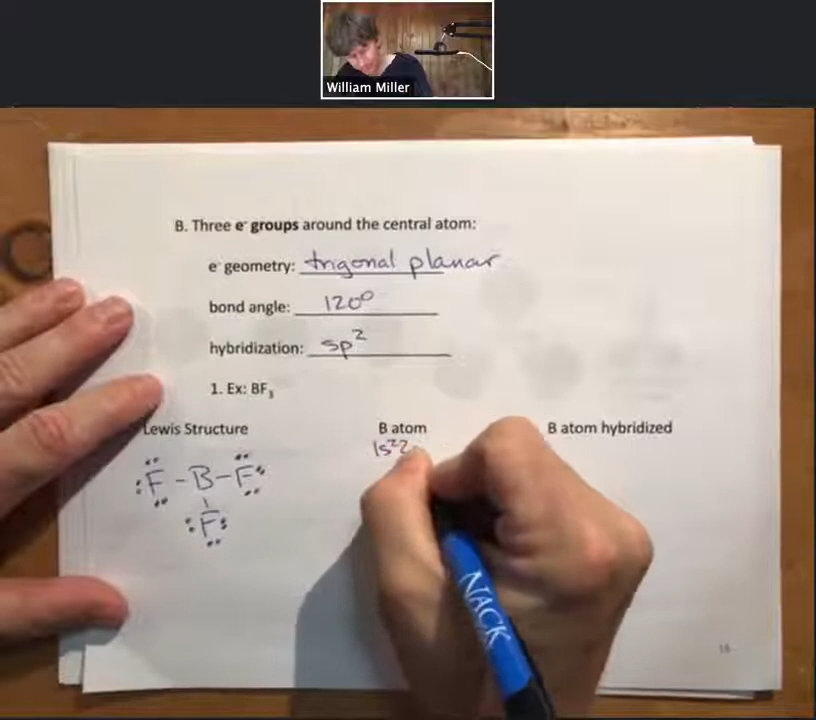 William Miller
B. Three e⁻ groups around the central atom:
e⁻ geometry: trigonal planar
bond angle: 120°
hybridization: sp²
1. Ex: BF₃
Lewis Structure B atom B atom hybridized
1s²2
:F̤̈ - B - F̤̈:
|
:F̤:
NACK